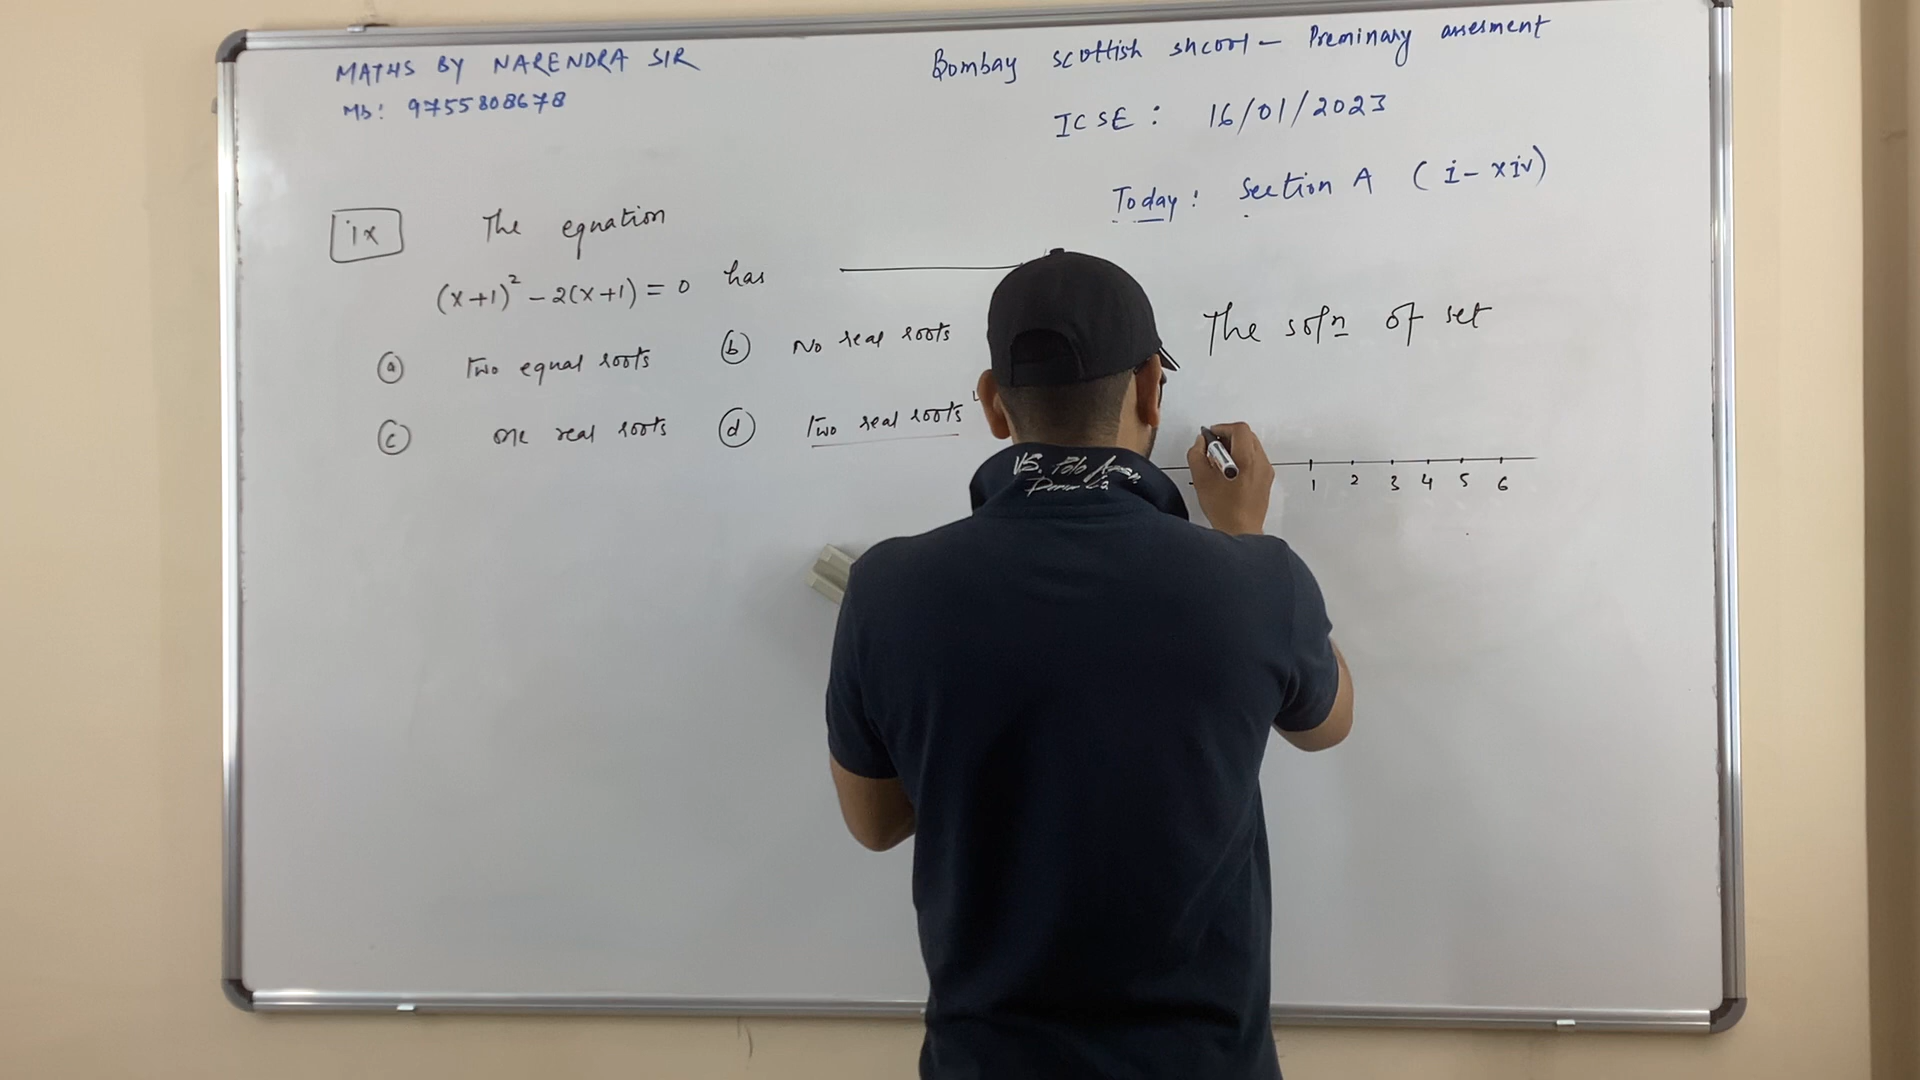 MATHS BY NARENDRA SIR
Mb: 9755808678
Bombay scottish shcool - Preminary assesment
ICSE : 16/01/2023
Today : Section A ( i - xiv)
ix The equation
(x+1)² - 2(x+1) = 0 has
a two equal roots b No real roots
c one real roots d two real roots
The soln of set
1 2 3 4 5 6
VS. Polo